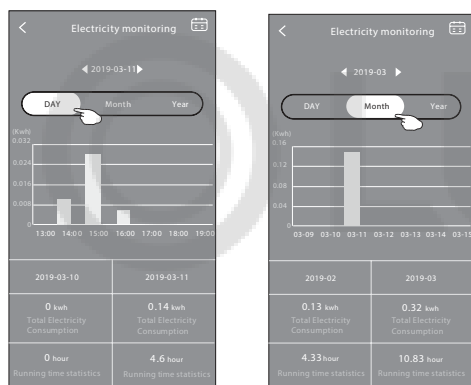 Electricity monitoring
2019-03-11
DAY Month Year
(Kwh)
0.032
0.024
0.016
0.008
0
13:00 14:00 15:00 16:00 17:00 18:00 19:00
2019-03-10 2019-03-11
0 kwh 0.14 kwh
Total Electricity Total Electricity
Consumption Consumption
0 hour 4.6 hour
Running time statistics Running time statistics
Electricity monitoring
2019-03
DAY Month Year
(Kwh)
0.16
0.12
0.08
0.04
0
03-09 03-10 03-11 03-12 03-13 03-14 03-15
2019-02 2019-03
0.13 kwh 0.32 kwh
Total Electricity Total Electricity
Consumption Consumption
4.33 hour 10.83 hour
Running time statistics Running time statistics